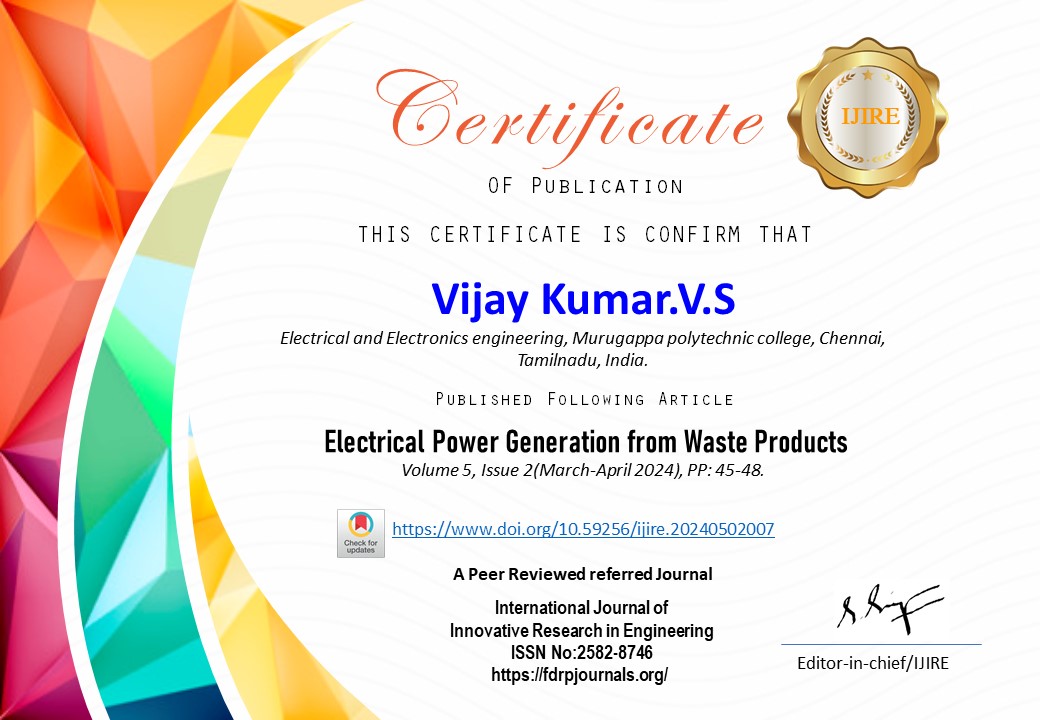 Certificate
IJIRE
OF PUBLICATION
THIS CERTIFICATE IS CONFIRM THAT
Vijay Kumar.V.S
Electrical and Electronics engineering, Murugappa polytechnic college, Chennai,
Tamilnadu, India.
PUBLISHED FOLLOWING ARTICLE
Electrical Power Generation from Waste Products
Volume 5, Issue 2(March-April 2024), PP: 45-48.
Check for
updates
https://www.doi.org/10.59256/ijire.20240502007
A Peer Reviewed referred Journal
International Journal of
Innovative Research in Engineering
ISSN No:2582-8746
https://fdrpjournals.org/
Editor-in-chief/IJIRE